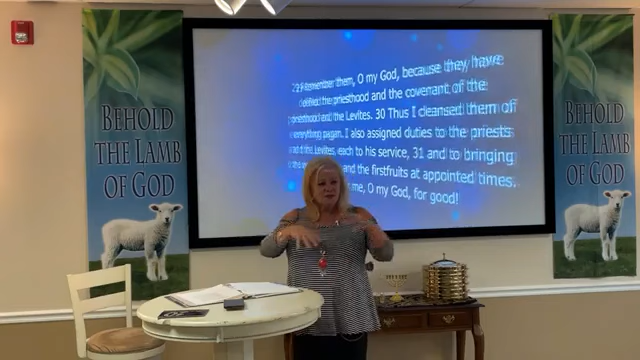 BEHOLD
THE LAMB
OF GOD
29 Remember them, O my God, because they have
defiled the priesthood and the covenant of the
priesthood and the Levites. 30 Thus I cleansed them of
everything pagan. I also assigned duties to the priests
and the Levites, each to his service, 31 and to bringing
the and the firstfruits at appointed times.
me, O my God, for good!
BEHOLD
THE LAMB
OF GOD